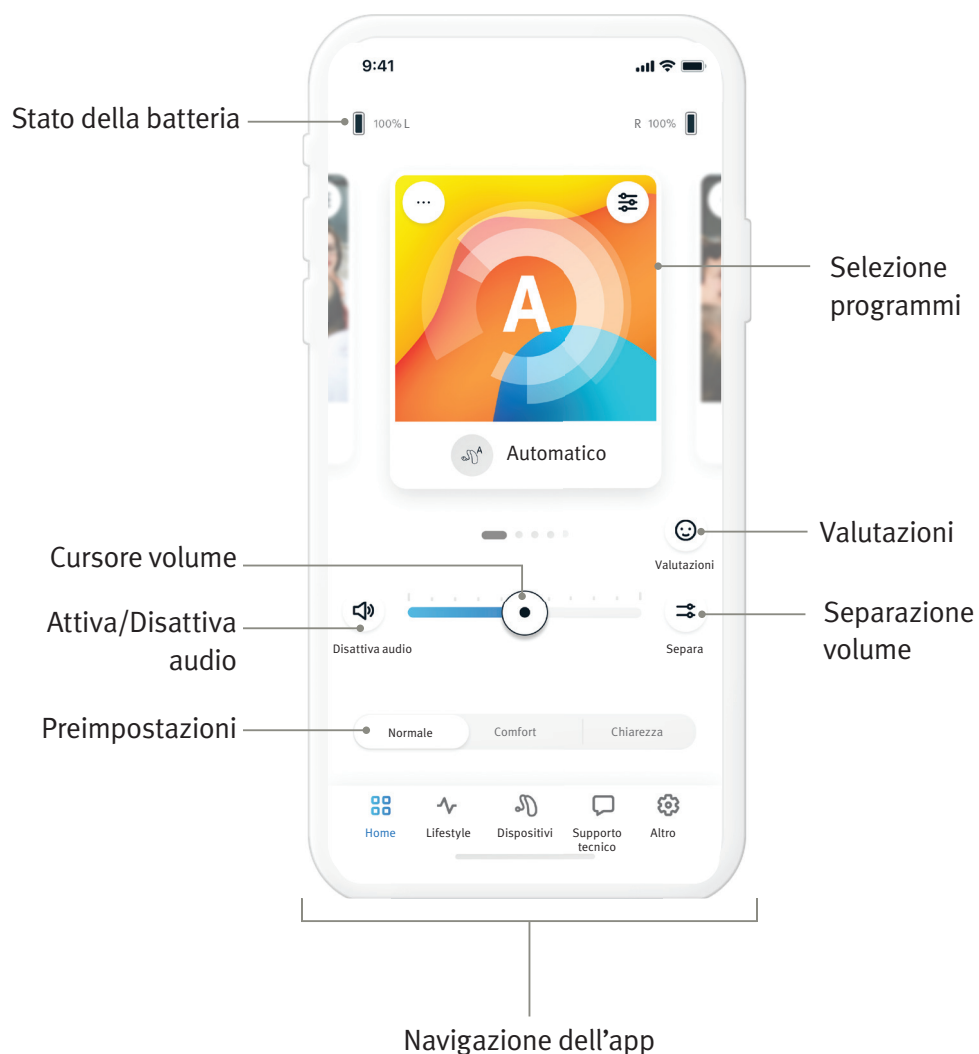 9:41
Stato della batteria
100% L
R 100%
...
A
Selezione
programmi
A
Automatico
Valutazioni
Valutazioni
Cursore volume
Attiva/Disattiva
audio
Disattiva audio
Separa
Separazione
volume
Preimpostazioni
Normale
Comfort
Chiarezza
Home
Lifestyle
Dispositivi
Supporto
tecnico
Altro
Navigazione dell'app